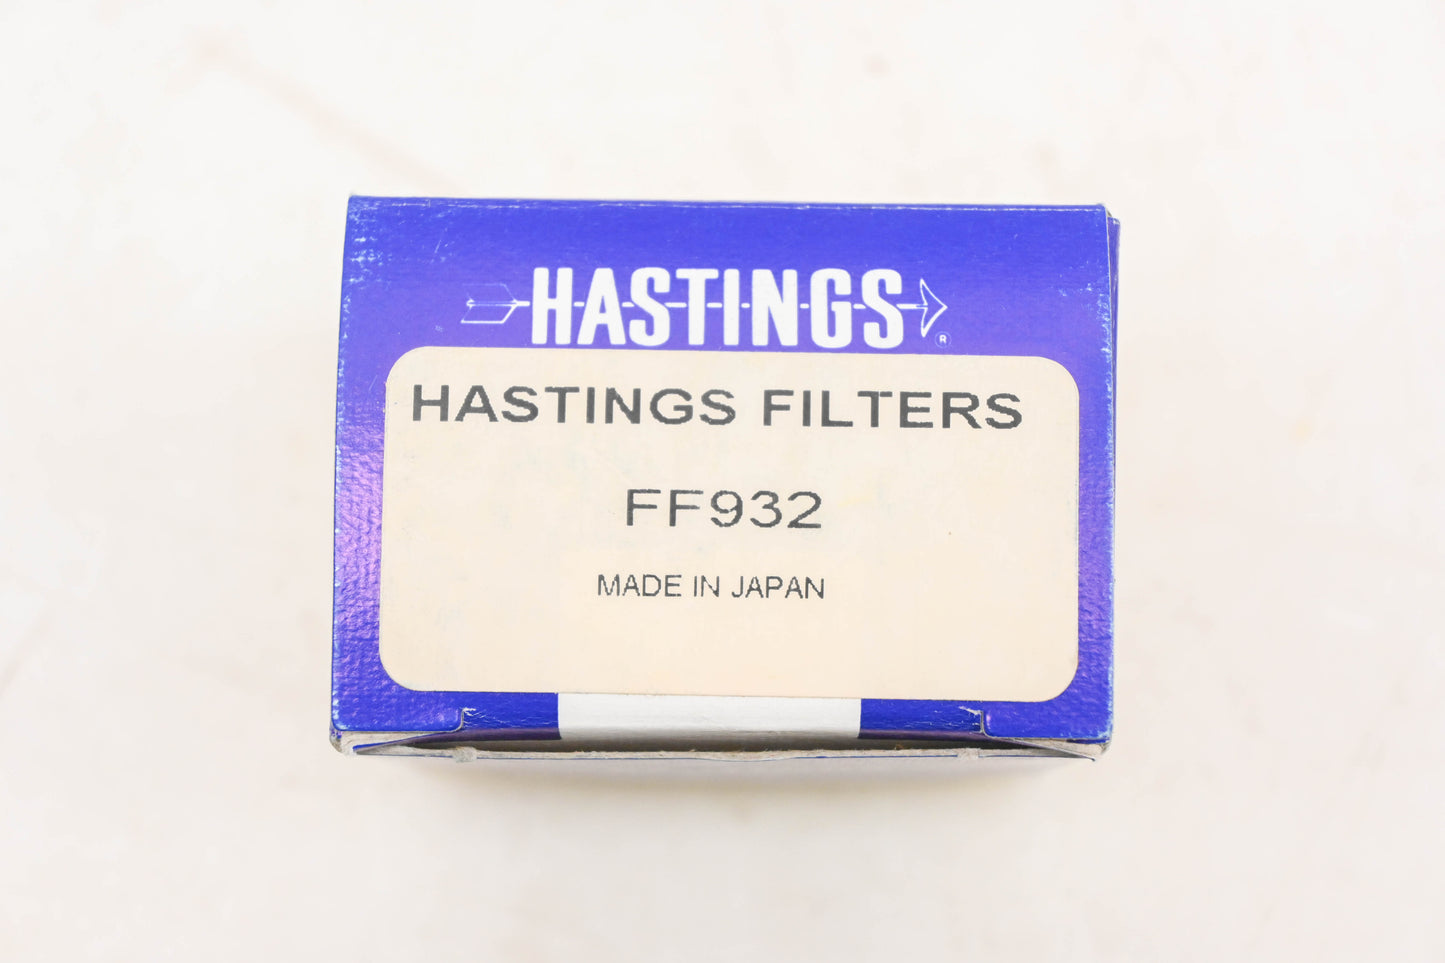 HASTINGS ®
HASTINGS FILTERS
FF932
MADE IN JAPAN